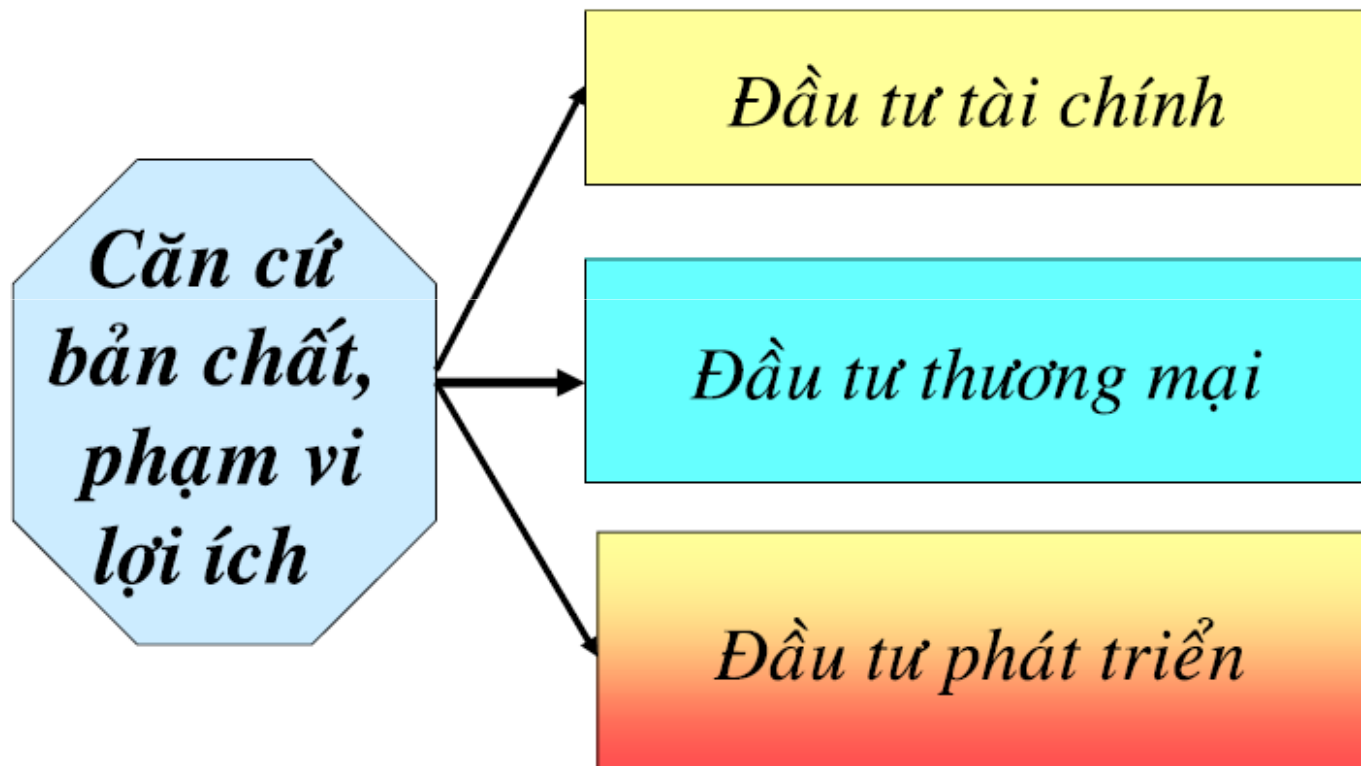 Căn cứ
bản chất,
phạm vi
lợi ích
Đầu tư tài chính
Đầu tư thương mại
Đầu tư phát triển